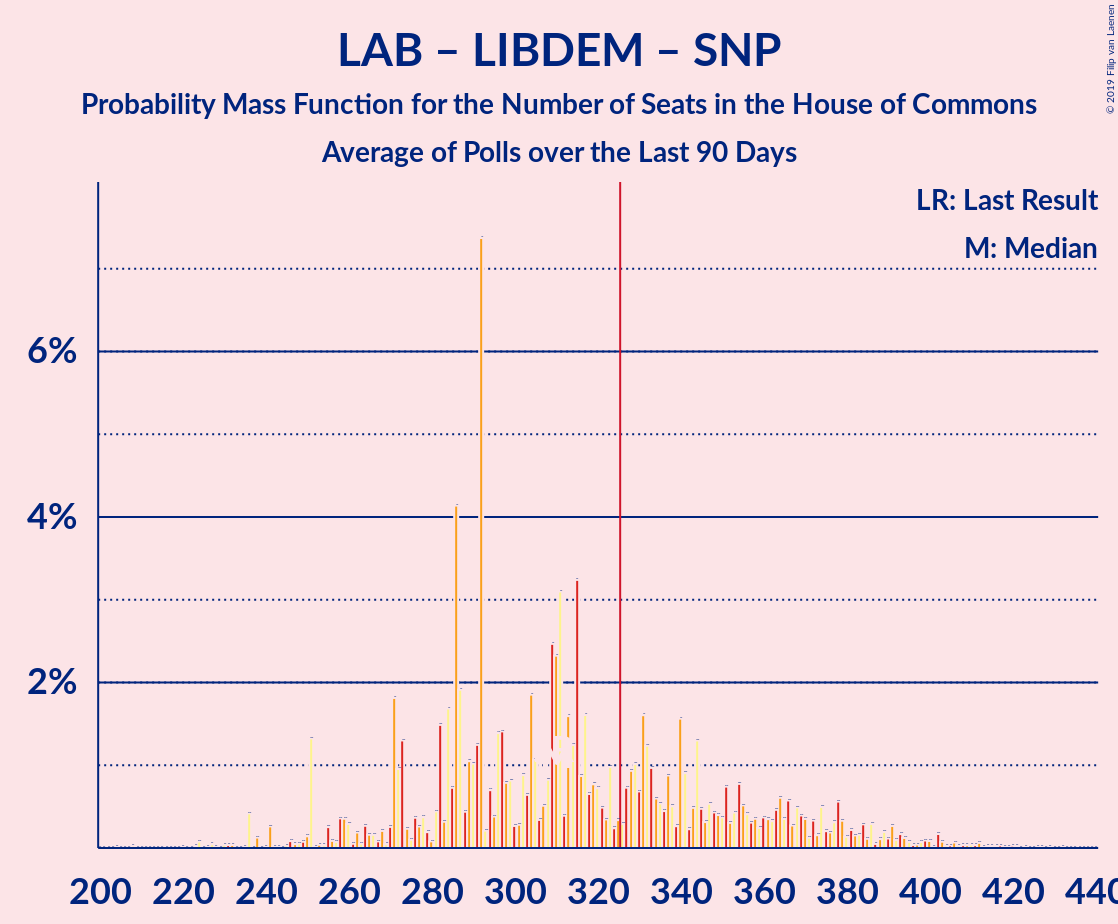 LAB – LIBDEM – SNP
Probability Mass Function for the Number of Seats in the House of Commons
Average of Polls over the Last 90 Days
© 2019 Filip van Laenen
LR: Last Result
M: Median
6%
4%
2%
200 220 240 260 280 300 320 340 360 380 400 420 440